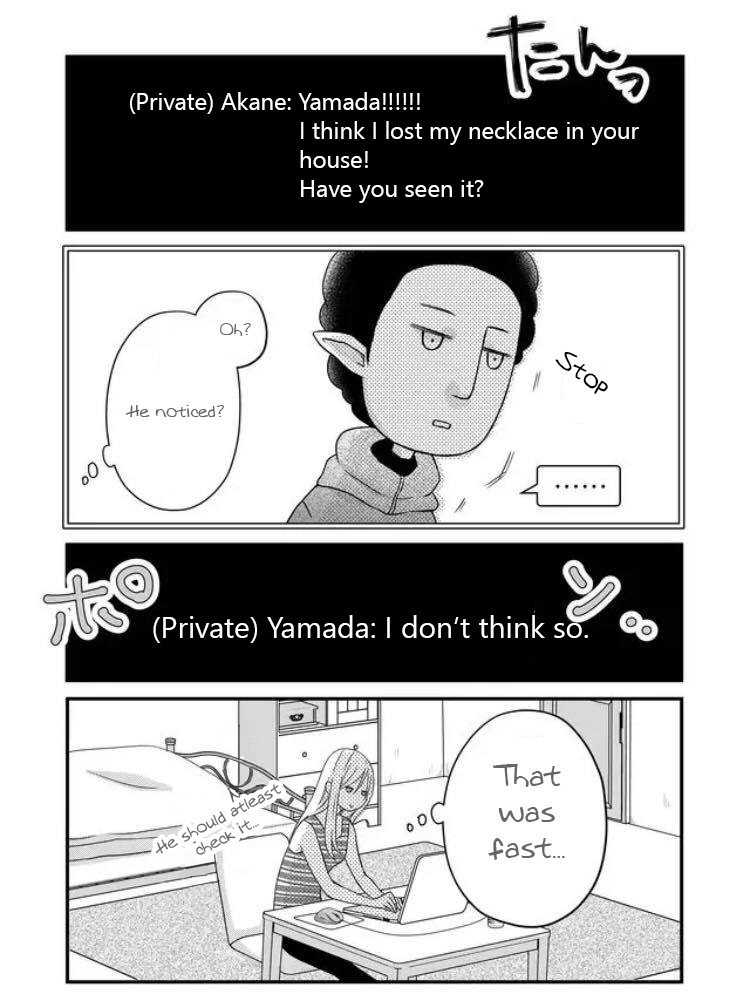 たんっ
(Private) Akane: Yamada!!!!!!
I think I lost my necklace in your
house!
Have you seen it?
Oh?
He noticed?
Stop
......
ポロン..
(Private) Yamada: I don't think so.
That
was
fast...
He should atleast
check it...